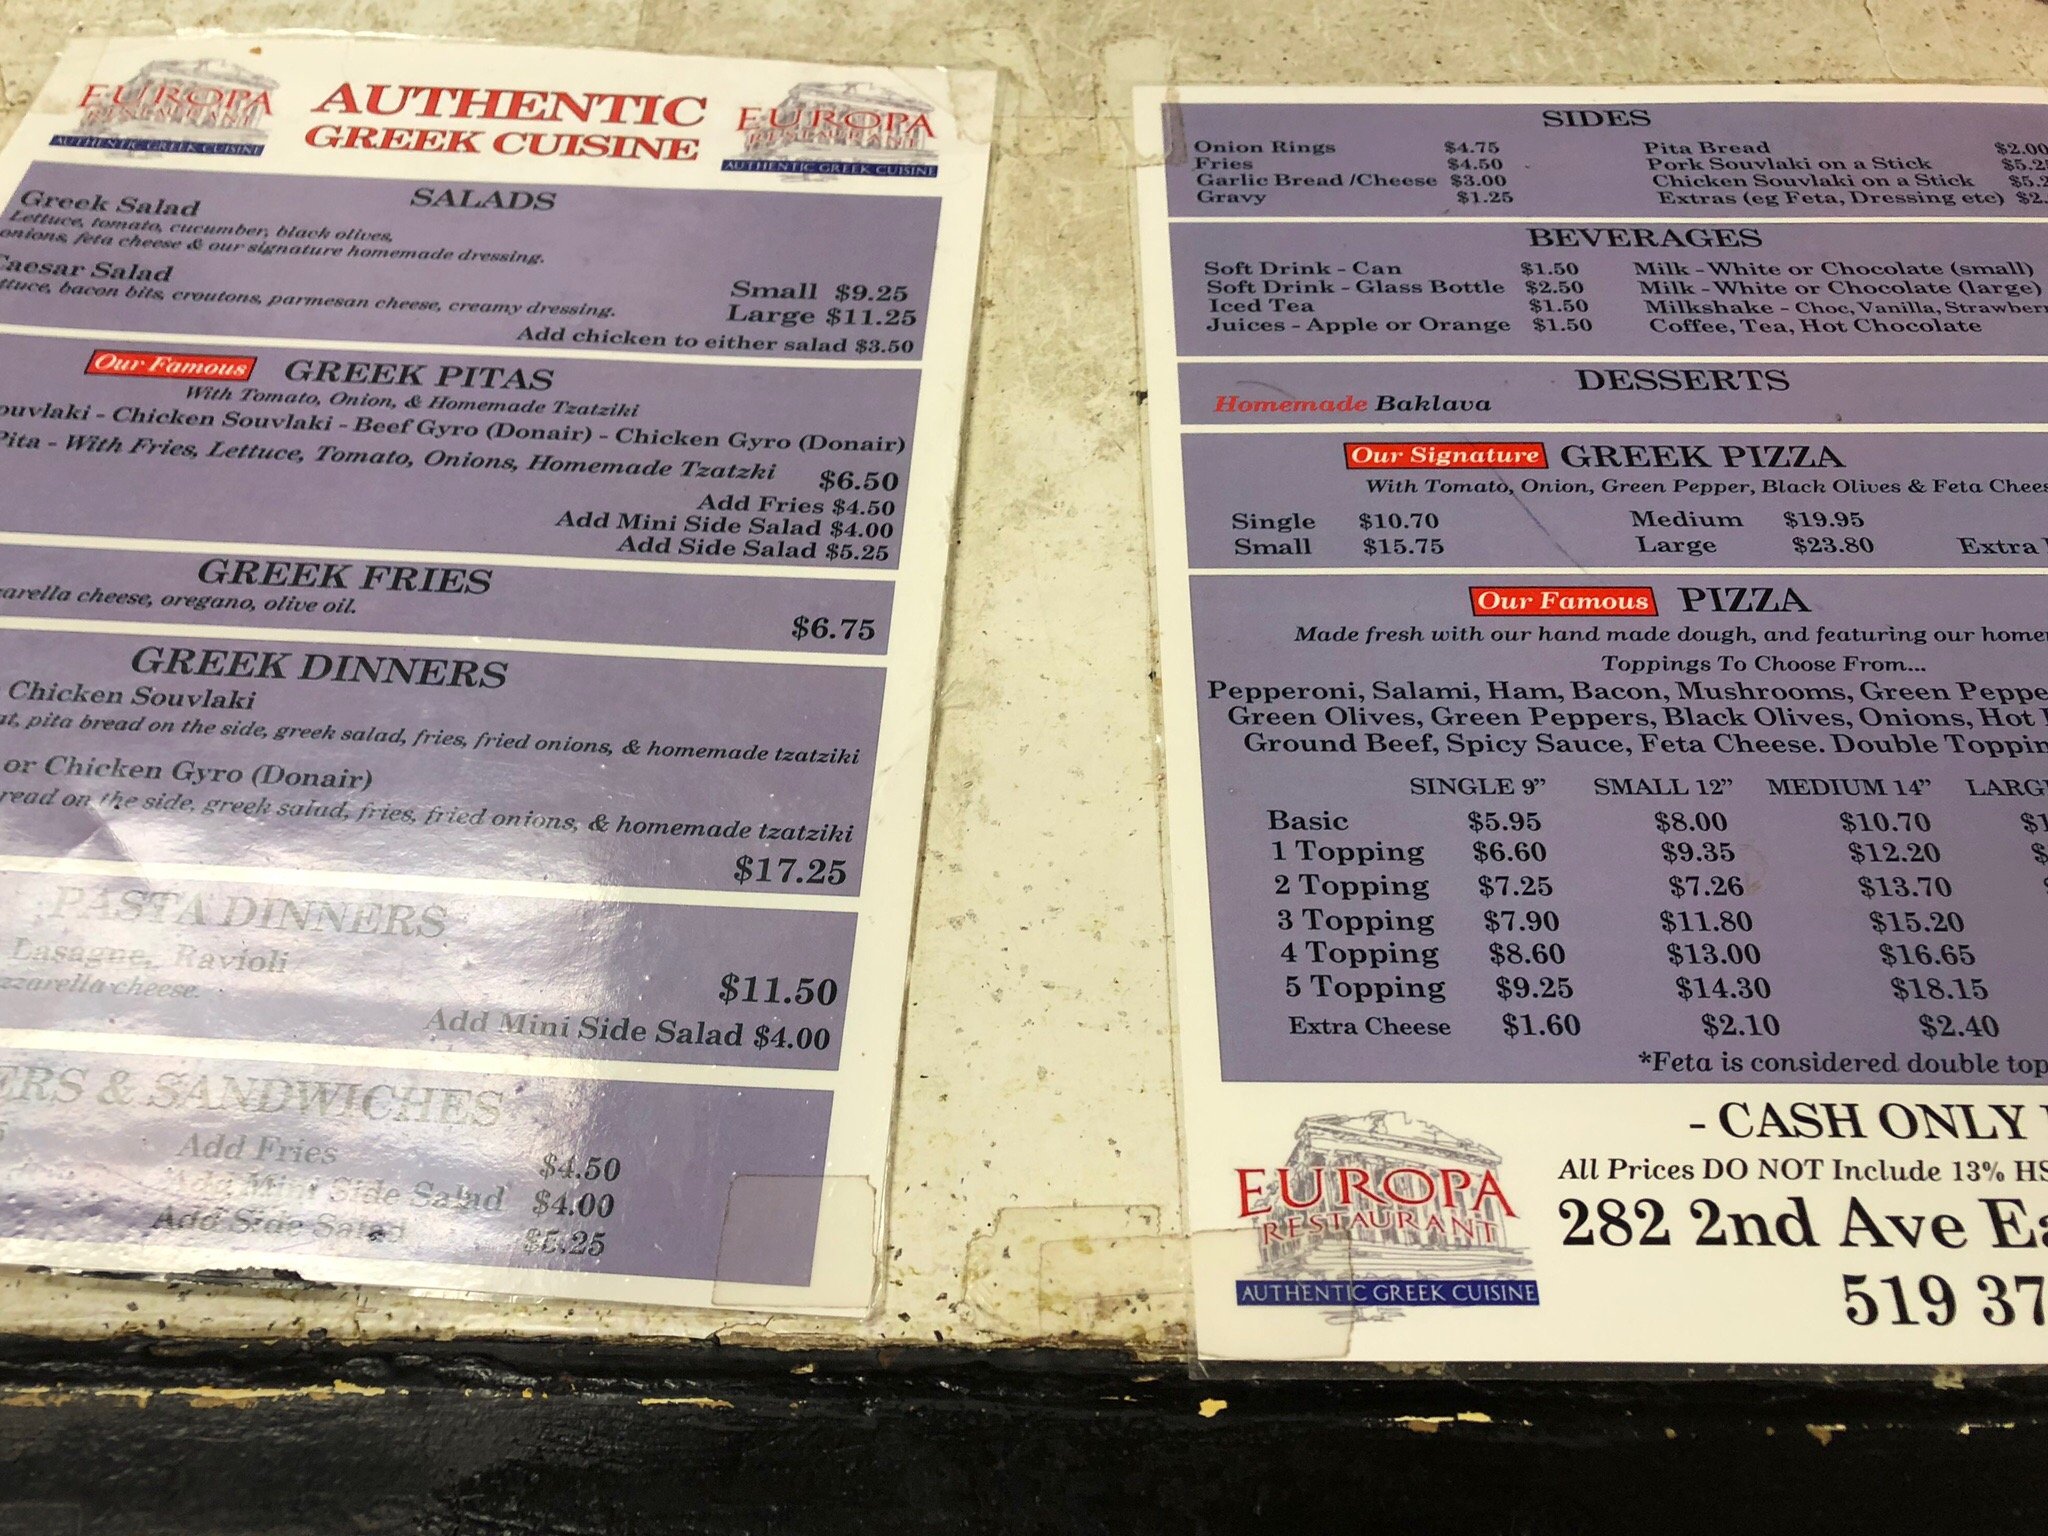 EUROPA
RESTAURANT
AUTHENTIC GREEK CUISINE
AUTHENTIC
GREEK CUISINE
EUROPA
RESTAURANT
AUTHENTIC GREEK CUISINE
SALADS
Greek Salad
Lettuce, tomato, cucumber, black olives,
onions, feta cheese & our signature homemade dressing.
Caesar Salad
bacon bits, croutons, parmesan cheese, creamy dressing.
Small $9.25
Large $11.25
Add chicken to either salad $3.50
Our Famous GREEK PITAS
With Tomato, Onion, & Homemade Tzatziki
- Chicken Souvlaki - Beef Gyro (Donair) - Chicken Gyro (Donair)
Pita - With Fries, Lettuce, Tomato, Onions, Homemade Tzatzki $6.50
Add Fries $4.50
Add Mini Side Salad $4.00
Add Side Salad $5.25
GREEK FRIES
cheese, oregano, olive oil.
$6.75
GREEK DINNERS
Chicken Souvlaki
pita bread on the side, greek salad, fries, fried onions, & homemade tzatziki
or Chicken Gyro (Donair)
on the side, greek salad, fries, fried onions, & homemade tzatziki
$17.25
PASTA DINNERS
Lasagne, Ravioli
cheese.
$11.50
Add Mini Side Salad $4.00
& SANDWICHES
Add Fries $4.50
Add Mini Side Salad $4.00
Add Side Salad $5.25
SIDES
Onion Rings $4.75 Pita Bread $2.00
Fries $4.50 Pork Souvlaki on a Stick
Garlic Bread /Cheese $3.00 Chicken Souvlaki on a Stick
Gravy $1.25 Extras (eg Feta, Dressing etc)
BEVERAGES
Soft Drink - Can $1.50 Milk - White or Chocolate (small)
Soft Drink - Glass Bottle $2.50 Milk - White or Chocolate (large)
Iced Tea $1.50 Milkshake - Choc, Vanilla,
Juices - Apple or Orange $1.50 Coffee, Tea, Hot Chocolate
DESSERTS
Homemade Baklava
Our Signature GREEK PIZZA
With Tomato, Onion, Green Pepper, Black Olives & Feta
Single $10.70 Medium $19.95
Small $15.75 Large $23.80 Extra
Our Famous PIZZA
Made fresh with our hand made dough, and featuring our
Toppings To Choose From...
Pepperoni, Salami, Ham, Bacon, Mushrooms, Green
Green Olives, Green Peppers, Black Olives, Onions, Hot
Ground Beef, Spicy Sauce, Feta Cheese. Double
SINGLE 9" SMALL 12" MEDIUM 14"
Basic $5.95 $8.00 $10.70
1 Topping $6.60 $9.35 $12.20
2 Topping $7.25 $7.26 $13.70
3 Topping $7.90 $11.80 $15.20
4 Topping $8.60 $13.00 $16.65
5 Topping $9.25 $14.30 $18.15
Extra Cheese $1.60 $2.10 $2.40
*Feta is considered double
- CASH ONLY
All Prices DO NOT Include 13%
282 2nd Ave
519 37
EUROPA
RESTAURANT
AUTHENTIC GREEK CUISINE